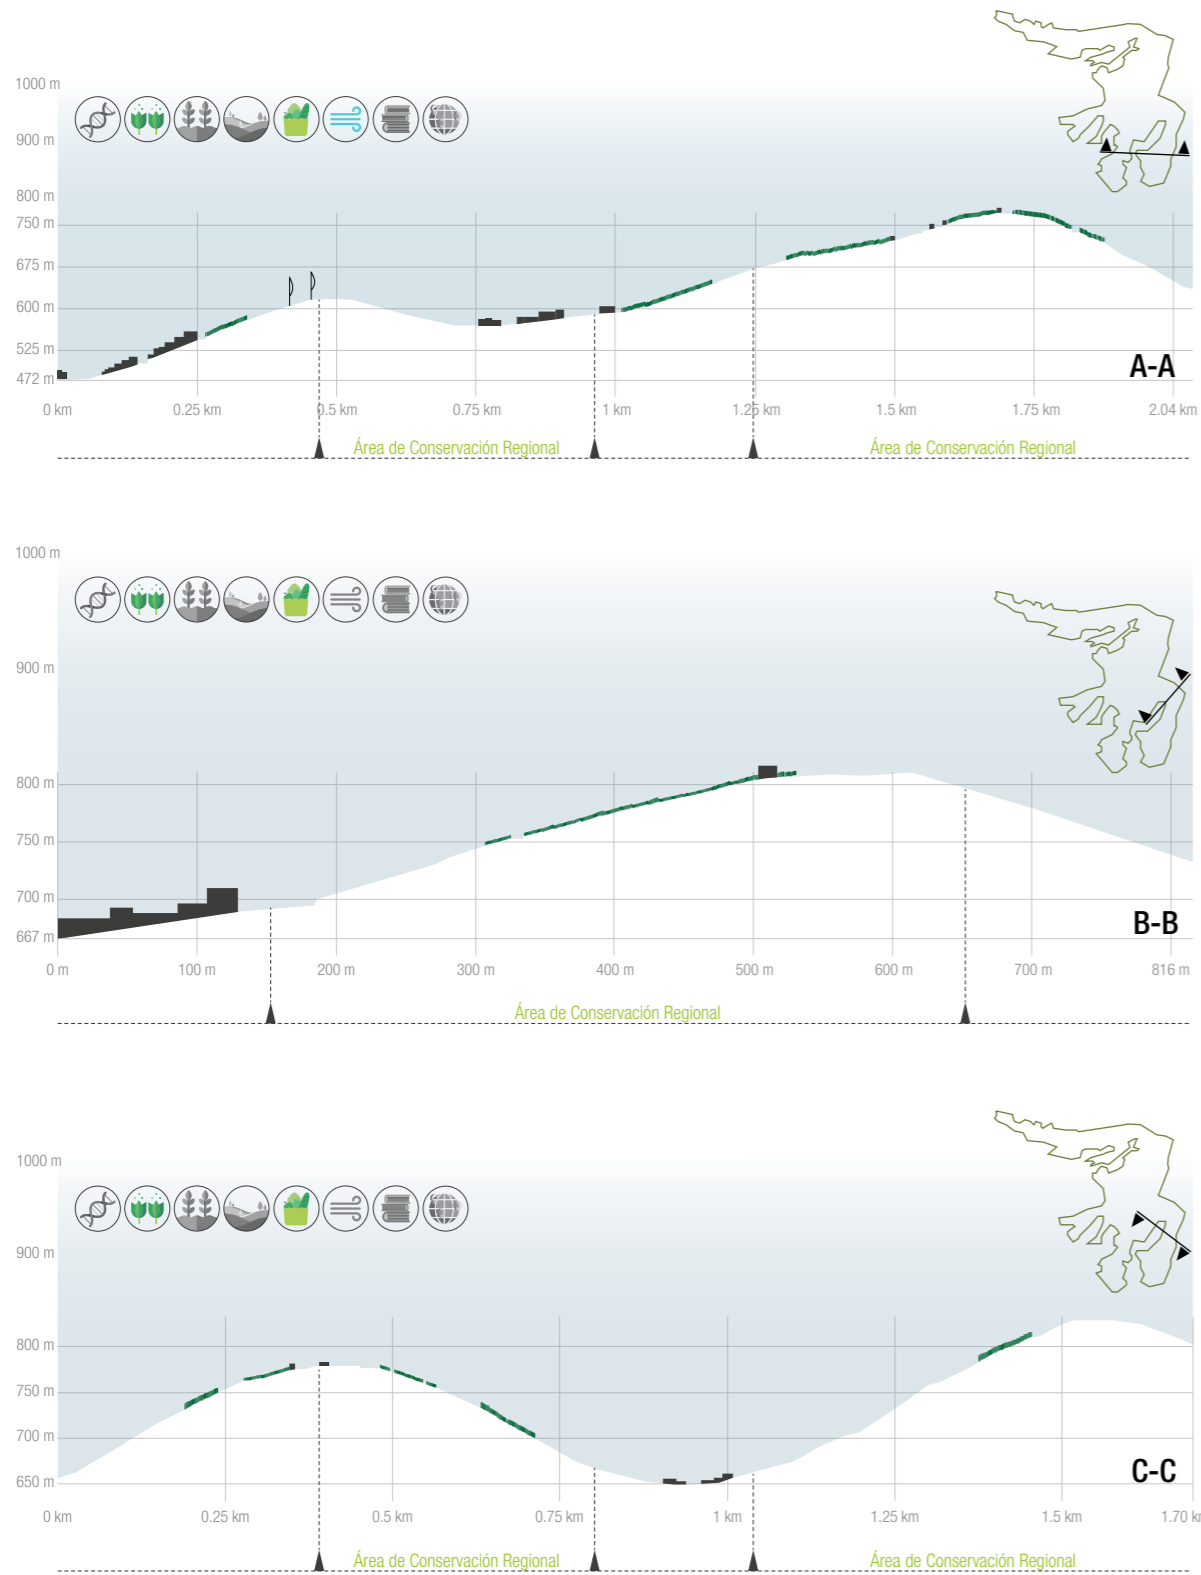 1000 m
900 m
800 m
750 m
675 m
600 m
525 m
472 m
A-A
0 km 0.25 km 0.5 km 0.75 km 1 km 1.25 km 1.5 km 1.75 km 2.04 km
Área de Conservación Regional Área de Conservación Regional
1000 m
900 m
800 m
750 m
700 m
667 m
B-B
0 m 100 m 200 m 300 m 400 m 500 m 600 m 700 m 816 m
Área de Conservación Regional
1000 m
900 m
800 m
750 m
700 m
650 m
C-C
0 km 0.25 km 0.5 km 0.75 km 1 km 1.25 km 1.5 km 1.70 k
Área de Conservación Regional Área de Conservación Regional